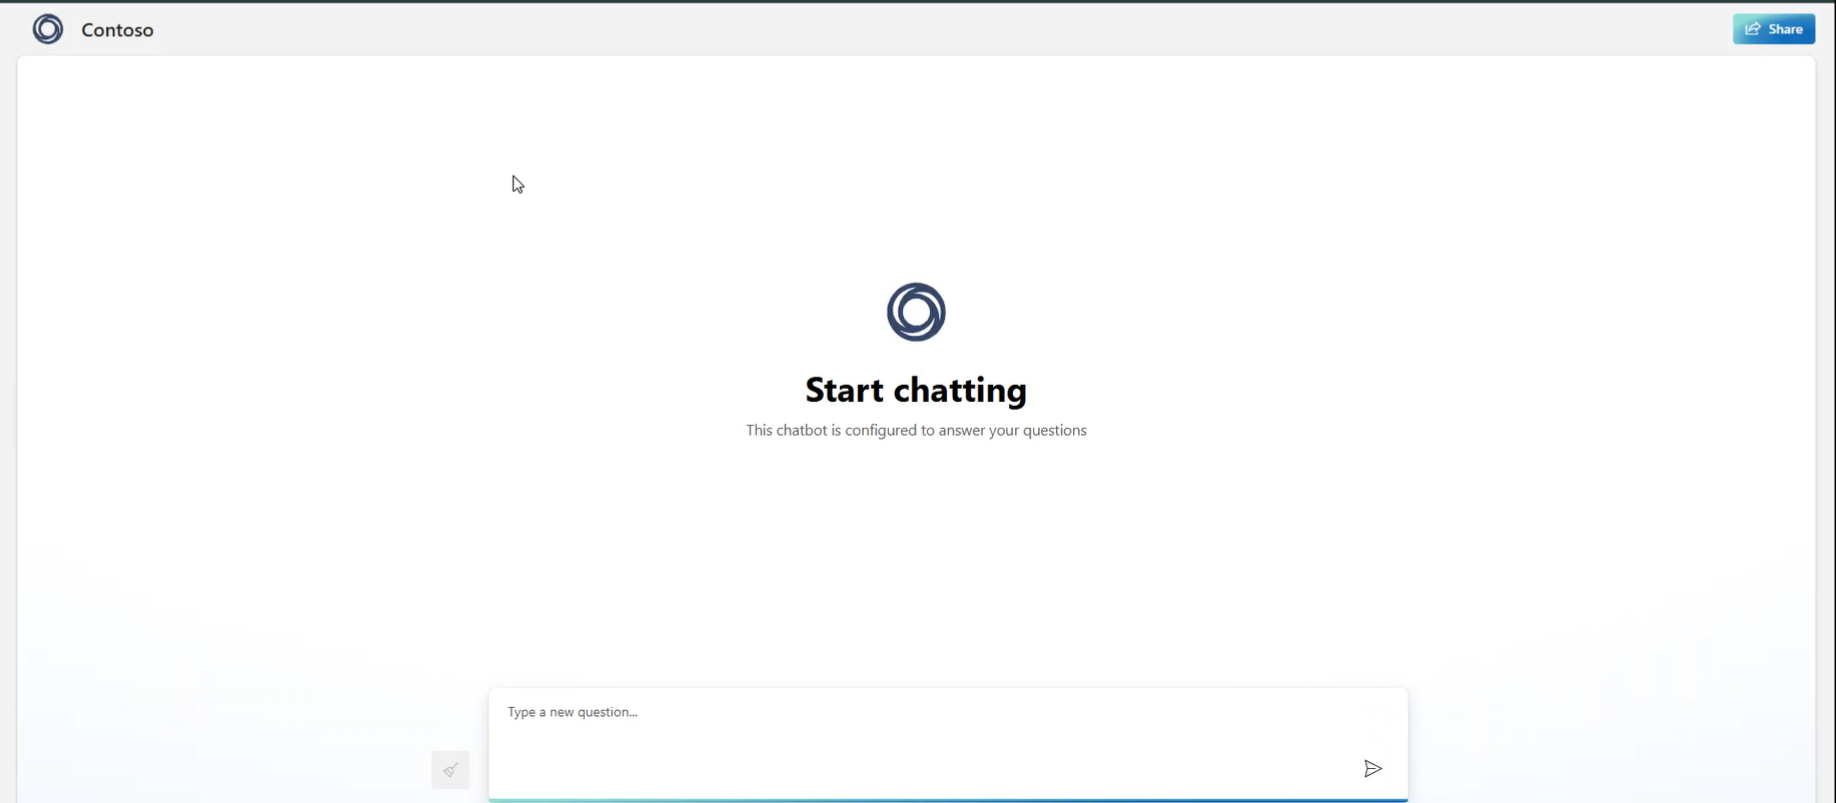 Contoso
Share
Start chatting
This chatbot is configured to answer your questions
Type a new question...